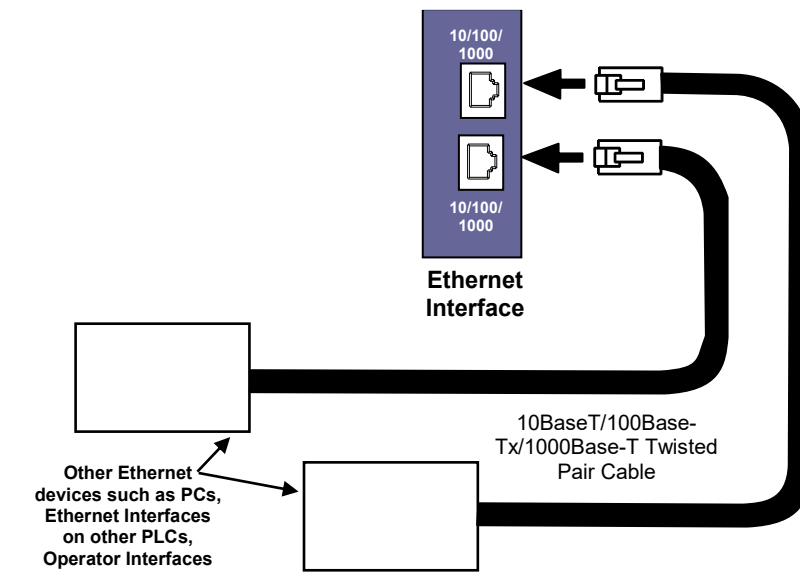 10/100/
1000
10/100/
1000
Ethernet
Interface
10BaseT/100Base-
Tx/1000Base-T Twisted
Pair Cable
Other Ethernet
devices such as PCs,
Ethernet Interfaces
on other PLCs,
Operator Interfaces